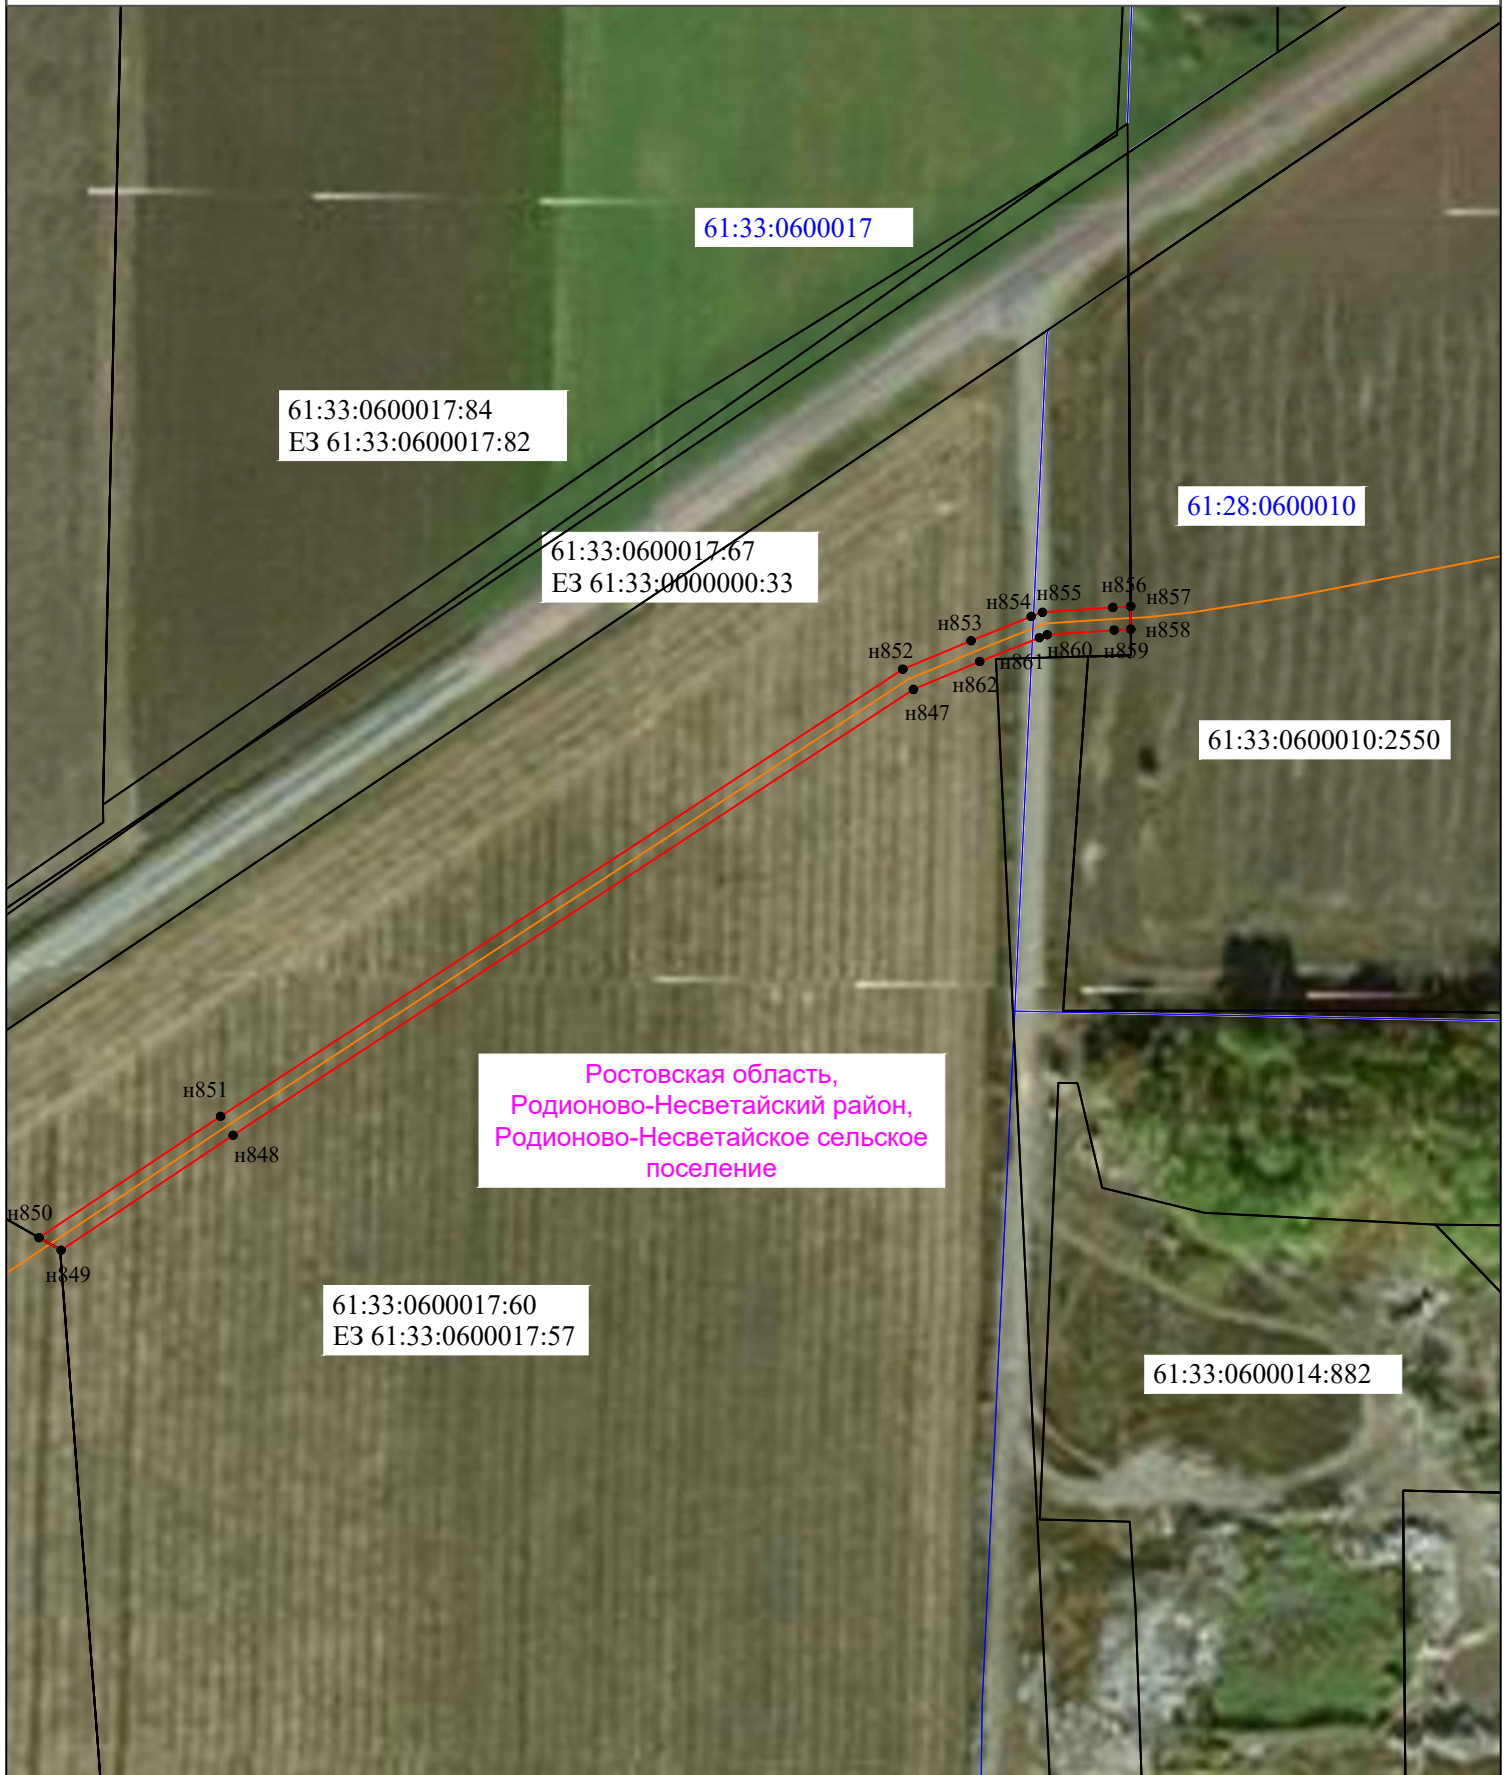 61:33:0600017
61:33:0600017:84
ЕЗ 61:33:0600017:82
61:28:0600010
61:33:0600017:67
ЕЗ 61:33:0000000:33
н856
н855
н857
н854
н853
н858
н860
н859
н852
н861
н862
н847
61:33:0600010:2550
Ростовская область,
Родионово-Несветайский район,
Родионово-Несветайское сельское
поселение
н851
н848
н850
н849
61:33:0600017:60
ЕЗ 61:33:0600017:57
61:33:0600014:882